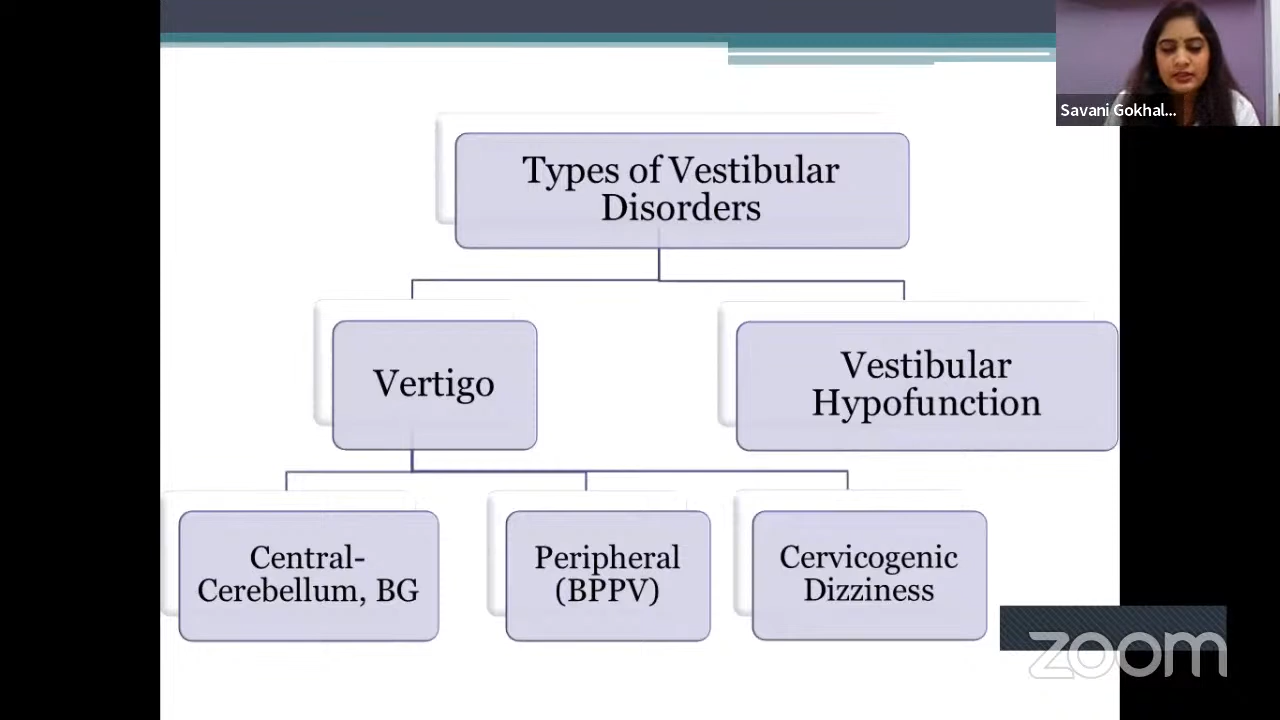 Savani Gokhal...
Types of Vestibular
Disorders
Vertigo
Vestibular
Hypofunction
Central-
Cerebellum, BG
Peripheral
(BPPV)
Cervicogenic
Dizziness
zoom